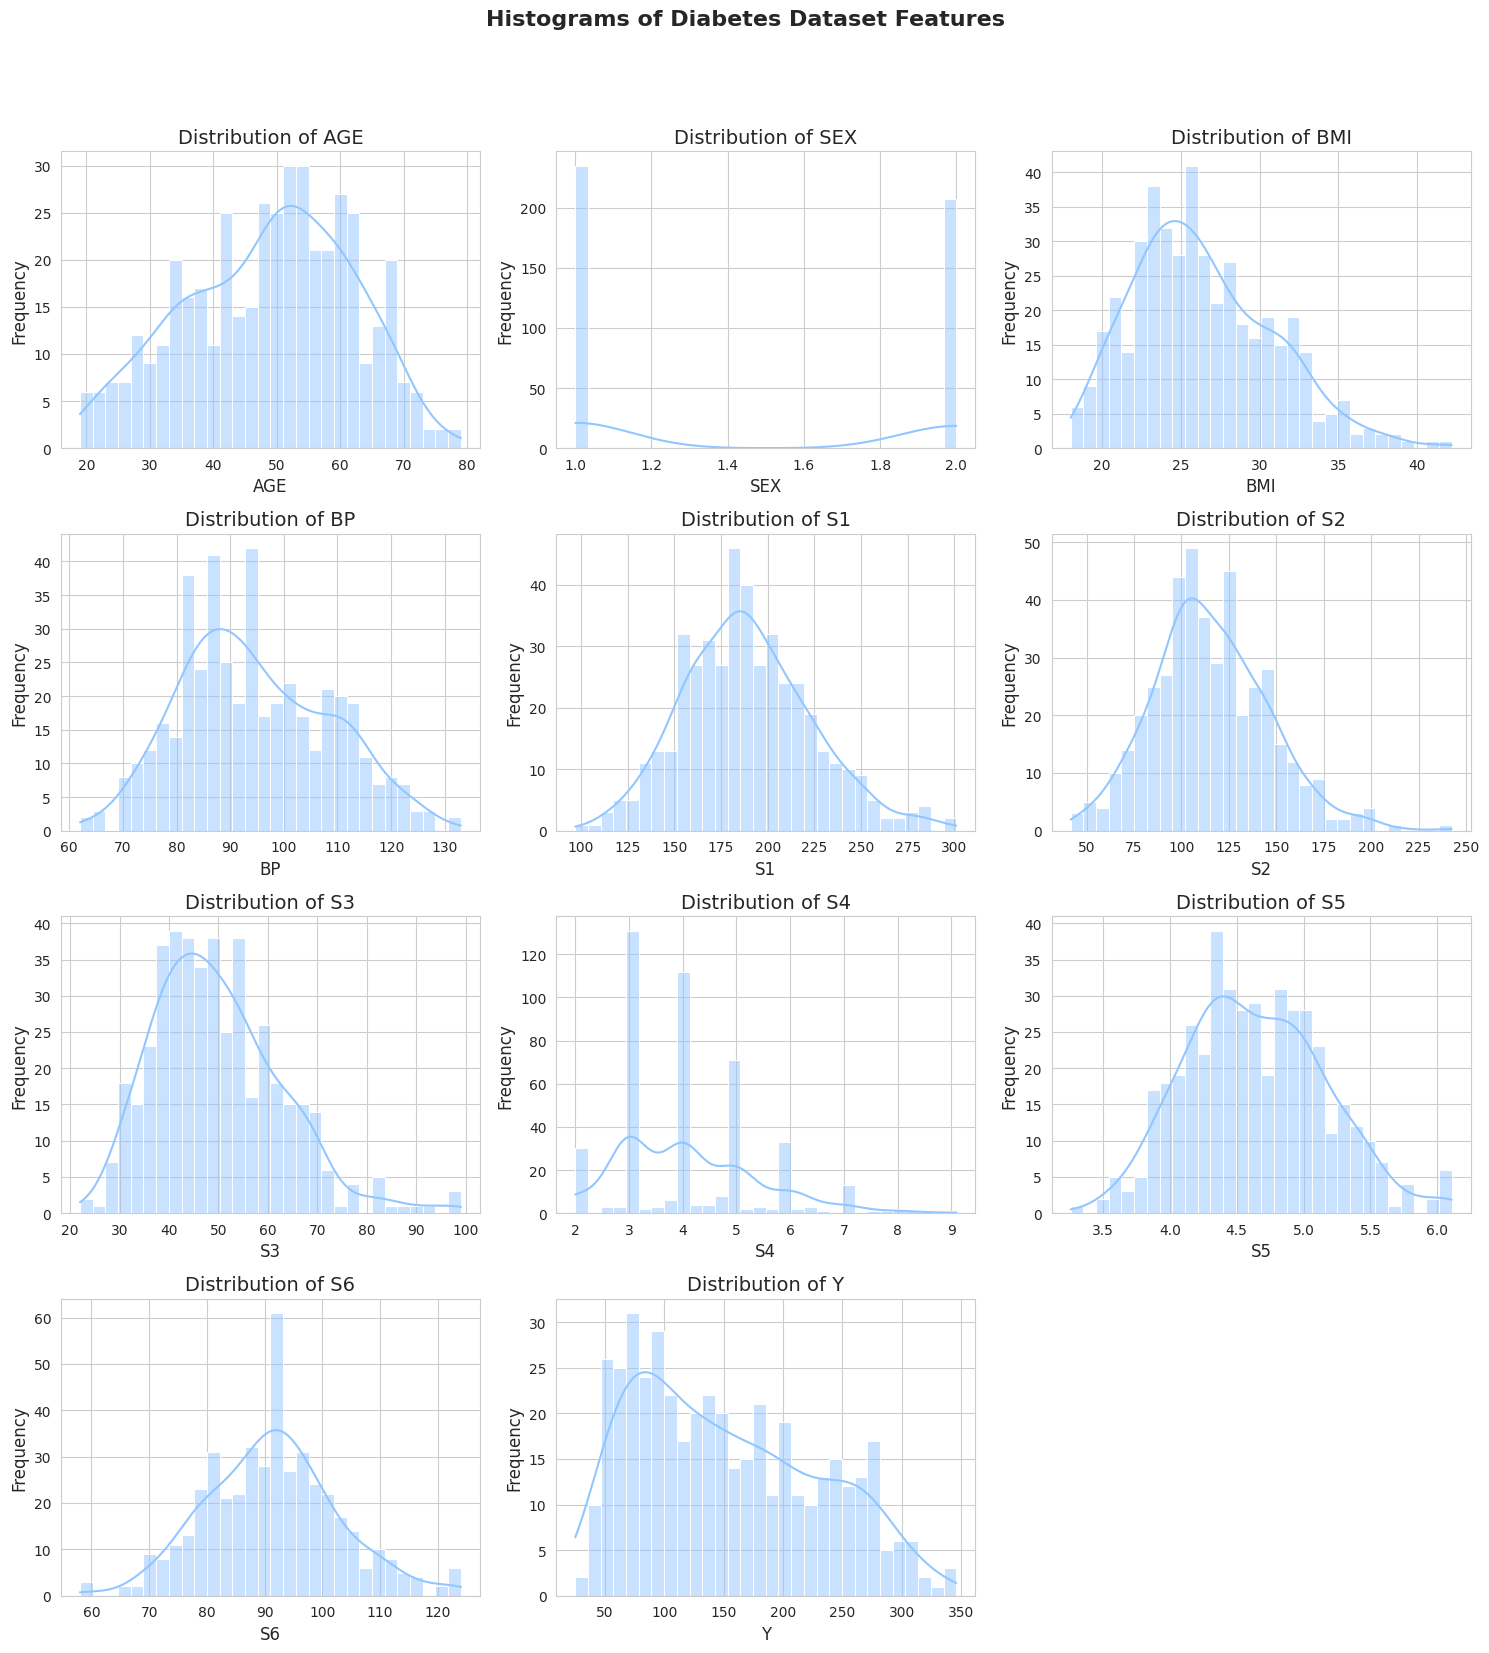 Histograms of Diabetes Dataset Features
Distribution of AGE
Frequency
30
25
20
15
10
5
0
20 30 40 50 60 70 80
AGE
Distribution of SEX
Frequency
200
150
100
50
0
1.0 1.2 1.4 1.6 1.8 2.0
SEX
Distribution of BMI
Frequency
40
35
30
25
20
15
10
5
0
20 25 30 35 40
BMI
Distribution of BP
Frequency
40
35
30
25
20
15
10
5
0
60 70 80 90 100 110 120 130
BP
Distribution of S1
Frequency
40
30
20
10
0
100 125 150 175 200 225 250 275 300
S1
Distribution of S2
Frequency
50
40
30
20
10
0
50 75 100 125 150 175 200 225 250
S2
Distribution of S3
Frequency
40
35
30
25
20
15
10
5
0
20 30 40 50 60 70 80 90 100
S3
Distribution of S4
Frequency
120
100
80
60
40
20
0
2 3 4 5 6 7 8 9
S4
Distribution of S5
Frequency
40
35
30
25
20
15
10
5
0
3.5 4.0 4.5 5.0 5.5 6.0
S5
Distribution of S6
Frequency
60
50
40
30
20
10
0
60 70 80 90 100 110 120
S6
Distribution of Y
Frequency
30
25
20
15
10
5
0
50 100 150 200 250 300 350
Y